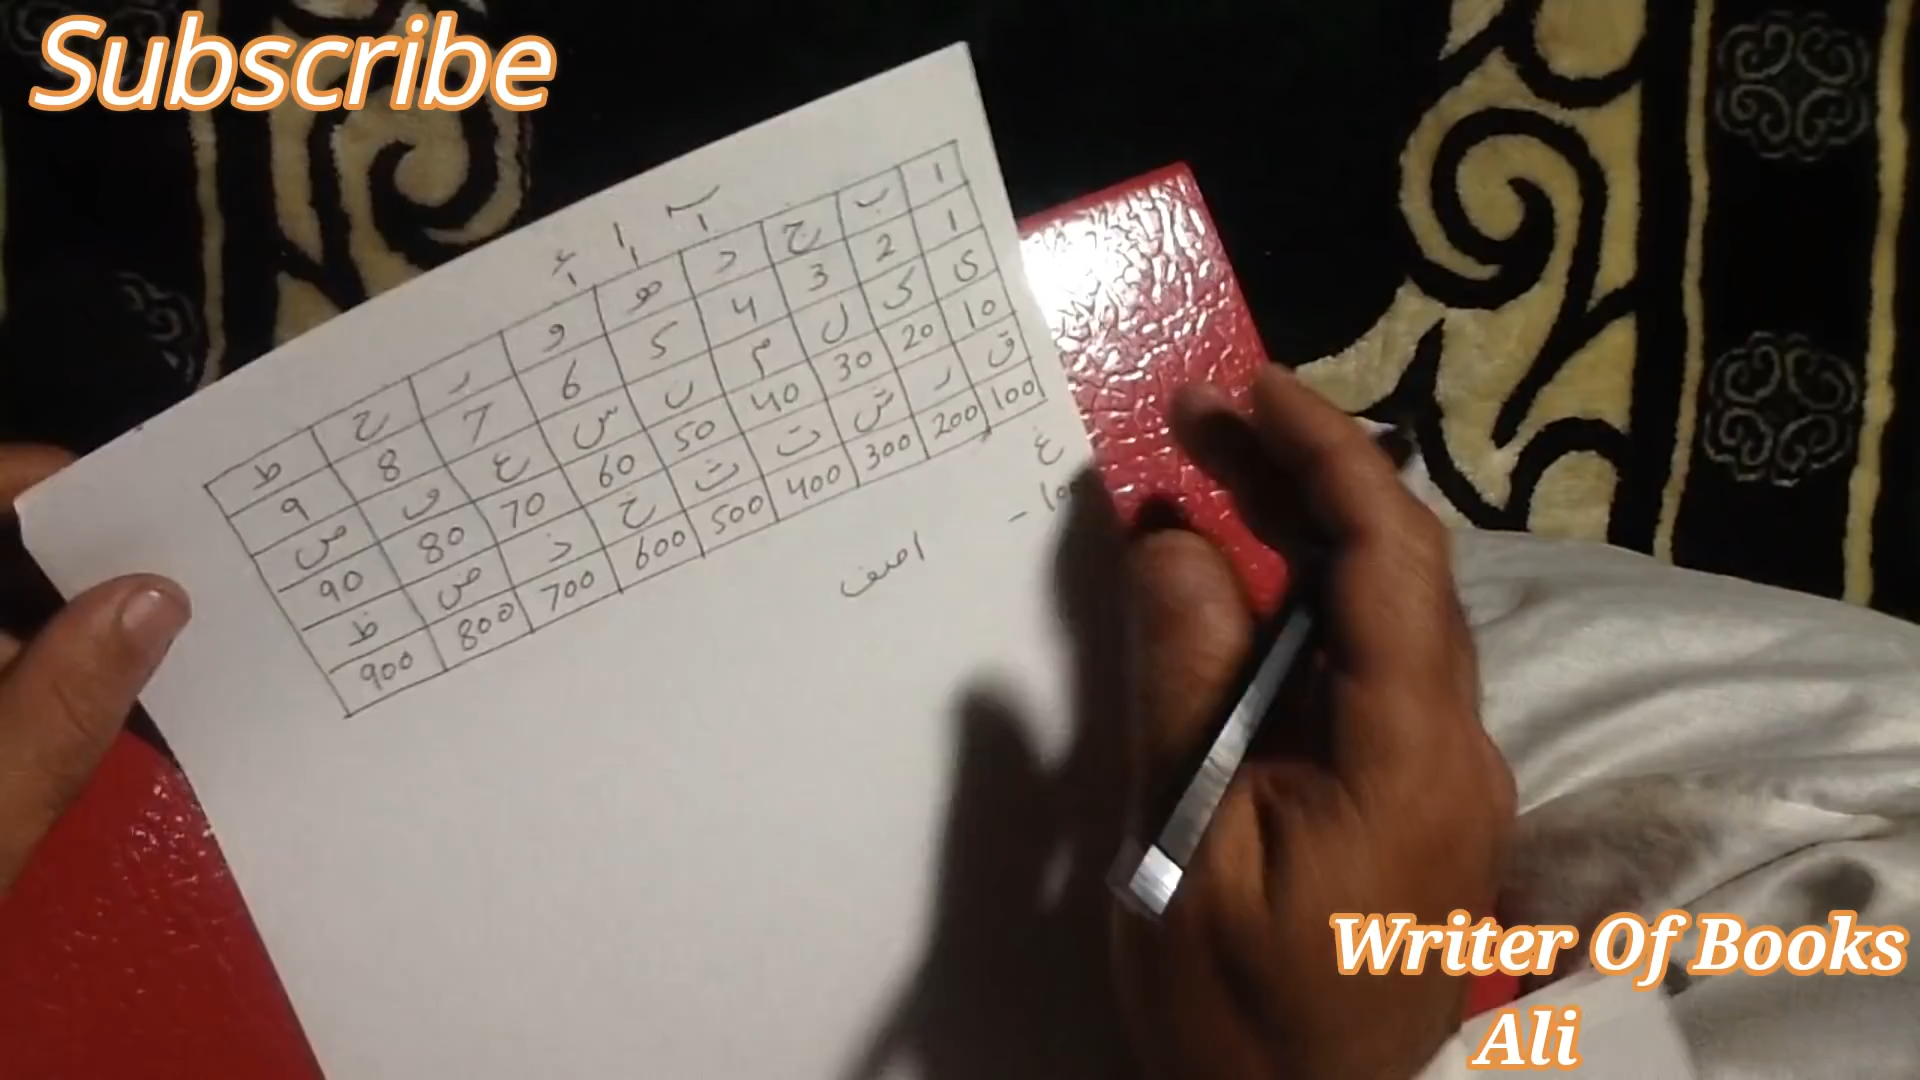 Subscribe
آ أ ء
ا ب ج د ھ و ر ح ط
1 2 3 4 5 6 7 8 9
ی ک ل م ں س ع و ص
10 20 30 40 50 60 70 80 90
ق ر ش ت ث خ ذ ض ظ
100 200 300 400 500 600 700 800 900
غ
اصف
Writer Of Books
Ali